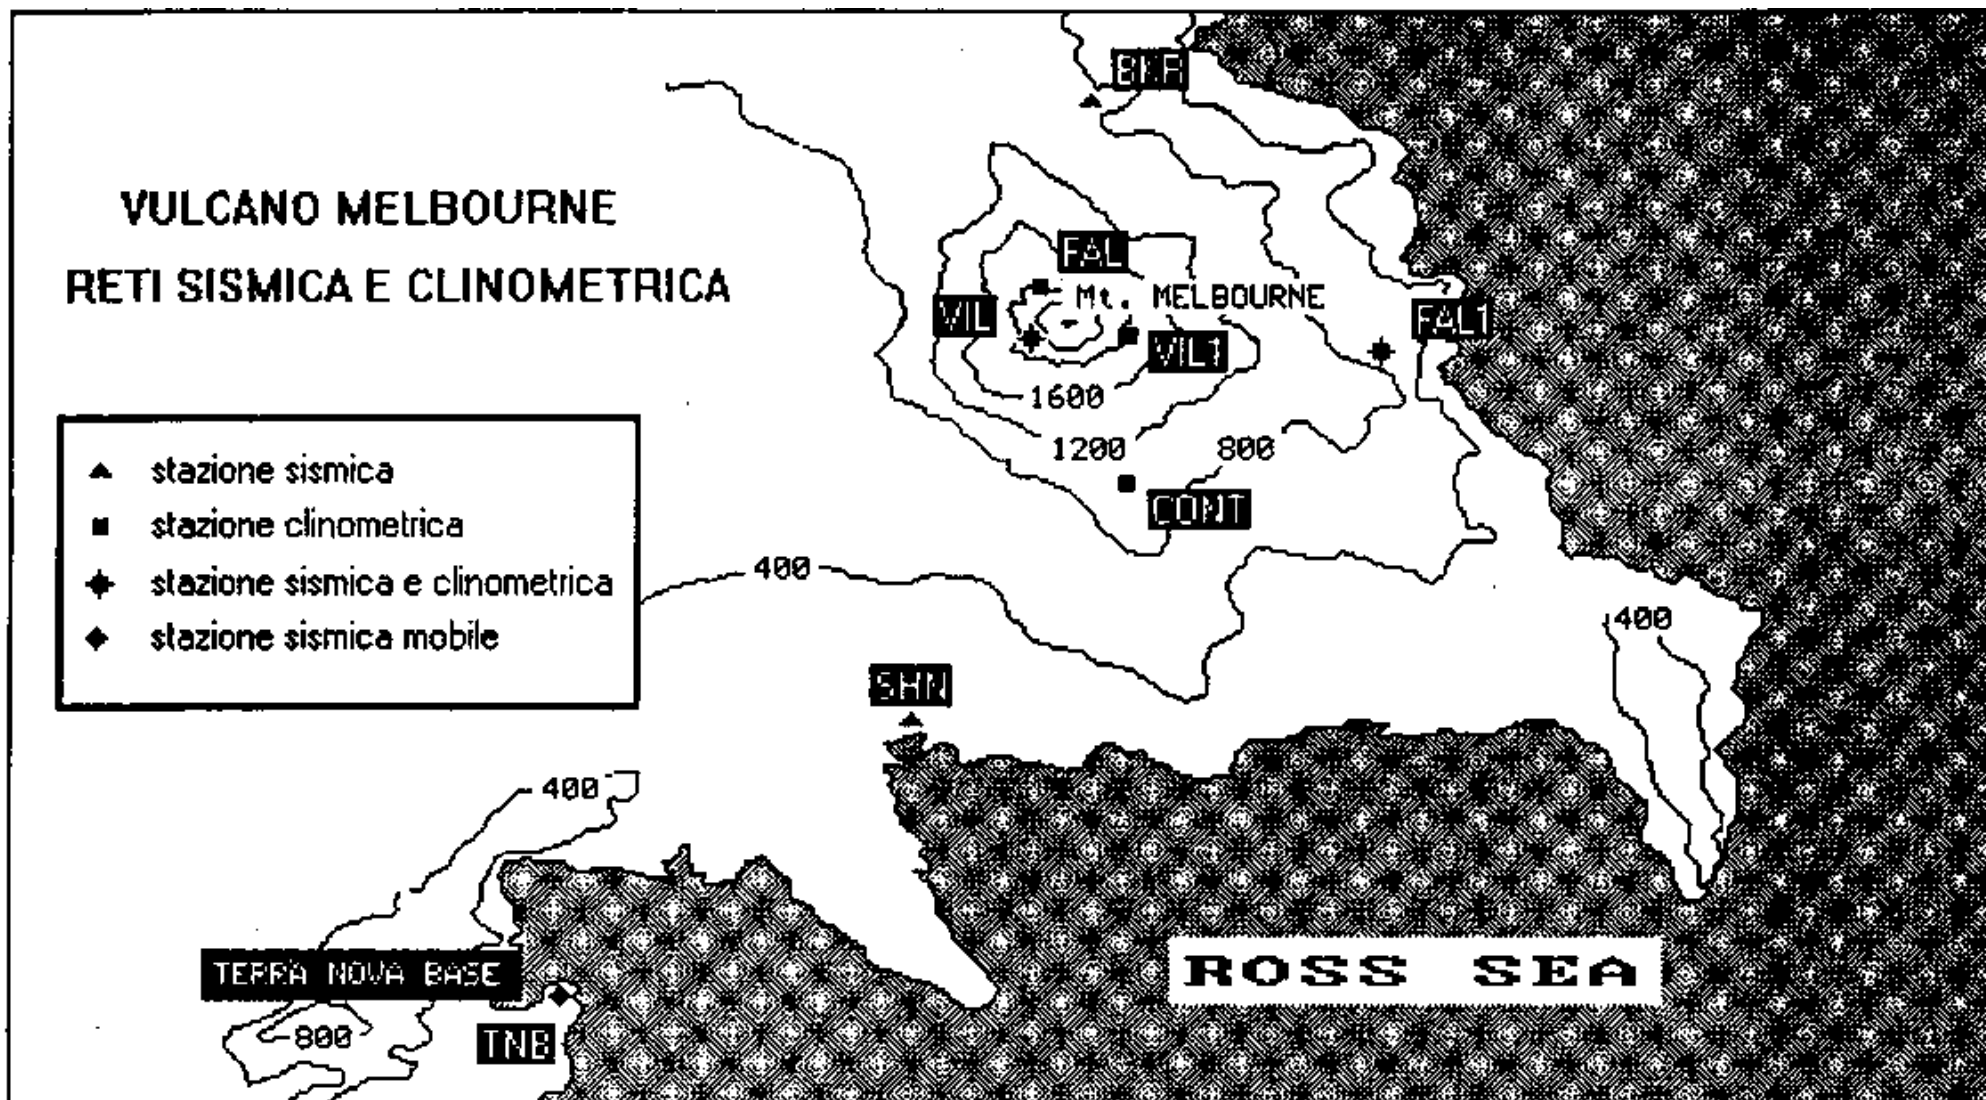 BKR
VULCANO MELBOURNE
RETI SISMICA E CLINOMETRICA
FAL
Mt. MELBOURNE
VIL
FAL1
VIL1
1600
1200
800
CONT
stazione sismica
stazione clinometrica
stazione sismica e clinometrica
stazione sismica mobile
400
400
SHN
400
TERRA NOVA BASE
ROSS SEA
800
TNB